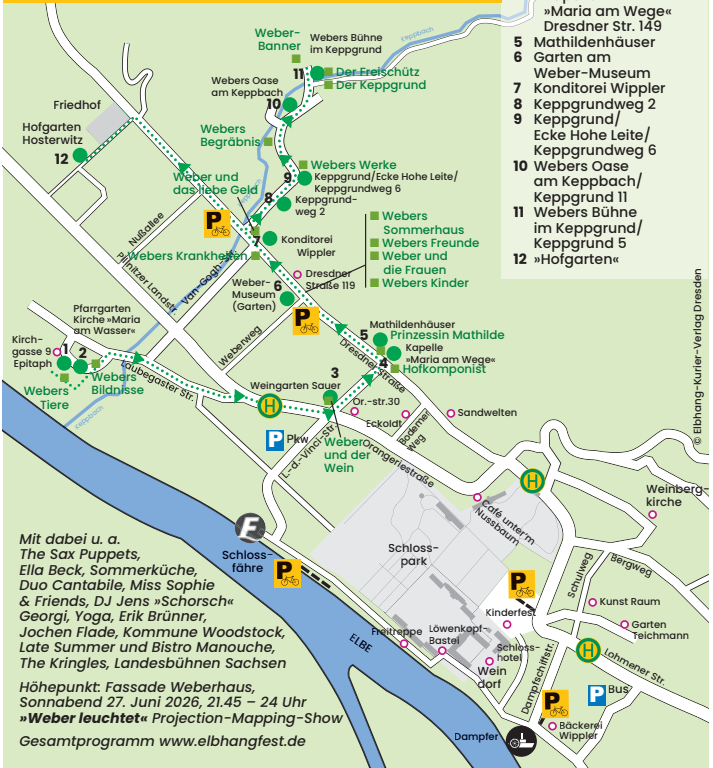 »Maria am Wege«
Dresdner Str. 149
5 Mathildenhäuser
6 Garten am
Weber-Museum
7 Konditorei Wippler
8 Keppgrundweg 2
9 Keppgrund/
Ecke Hohe Leite/
Keppgrundweg 6
10 Webers Oase
am Keppbach/
Keppgrund 11
11 Webers Bühne
im Keppgrund/
Keppgrund 5
12 »Hofgarten«
© Elbhang-Kurier-Verlag Dresden
Weber-
Banner
Webers Bühne
im Keppgrund
Keppbach
11
Der Freischütz
Der Keppgrund
Webers Oase
am Keppbach
10
Friedhof
Hofgarten
Hosterwitz
12
Webers
Begräbnis
Webers Werke
9
Keppgrund/Ecke Hohe Leite/
Keppgrundweg 6
Weber und
das liebe Geld
8
Keppgrund-
weg 2
P
Keppbach
7
Konditorei
Wippler
Webers
Sommerhaus
Webers Freunde
Weber und
die Frauen
Webers Kinder
Nußallee
Webers Krankheiten
Pillnitzer Landstr.
Van-Gogh-
Dresdner
Straße 119
Weber-
Museum
(Garten)
6
P
Pfarrgarten
Kirche »Maria
am Wasser«
Kirch-
gasse 9
Epitaph
1
2
Webers
Tiere
Webers
Bildnisse
Keppbach
Laubegaster Str.
Weberweg
Mathildenhäuser
5
Prinzessin Mathilde
Kapelle
»Maria am Wege«
4
Hofkomponist
Dresdner Straße
Weingarten Sauer
3
H
Or.-str.30
Eckoldt
Bodemer
Weg
Sandwelten
P Pkw
Weber
und der
Wein
L.-d.-Vinci-Str.
Orangeriestraße
H
Café unter'm
Nussbaum
Weinberg-
kirche
F
Schloss-
fähre
P
Schloss-
park
Schulweg
Bergweg
P
Kinderfest
Kunst Raum
Garten
Teichmann
Freitreppe
Löwenkopf-
Bastei
Schloss-
hotel
Wein
dorf
ELBE
H
Lohmener Str.
Dampfschiffstr.
P Bus
P
Bäckerei
Wippler
Dampfer
Mit dabei u. a.
The Sax Puppets,
Ella Beck, Sommerküche,
Duo Cantabile, Miss Sophie
& Friends, DJ Jens »Schorsch«
Georgi, Yoga, Erik Brünner,
Jochen Flade, Kommune Woodstock,
Late Summer und Bistro Manouche,
The Kringles, Landesbühnen Sachsen
Höhepunkt: Fassade Weberhaus,
Sonnabend 27. Juni 2026, 21.45 – 24 Uhr
»Weber leuchtet« Projection-Mapping-Show
Gesamtprogramm www.elbhangfest.de